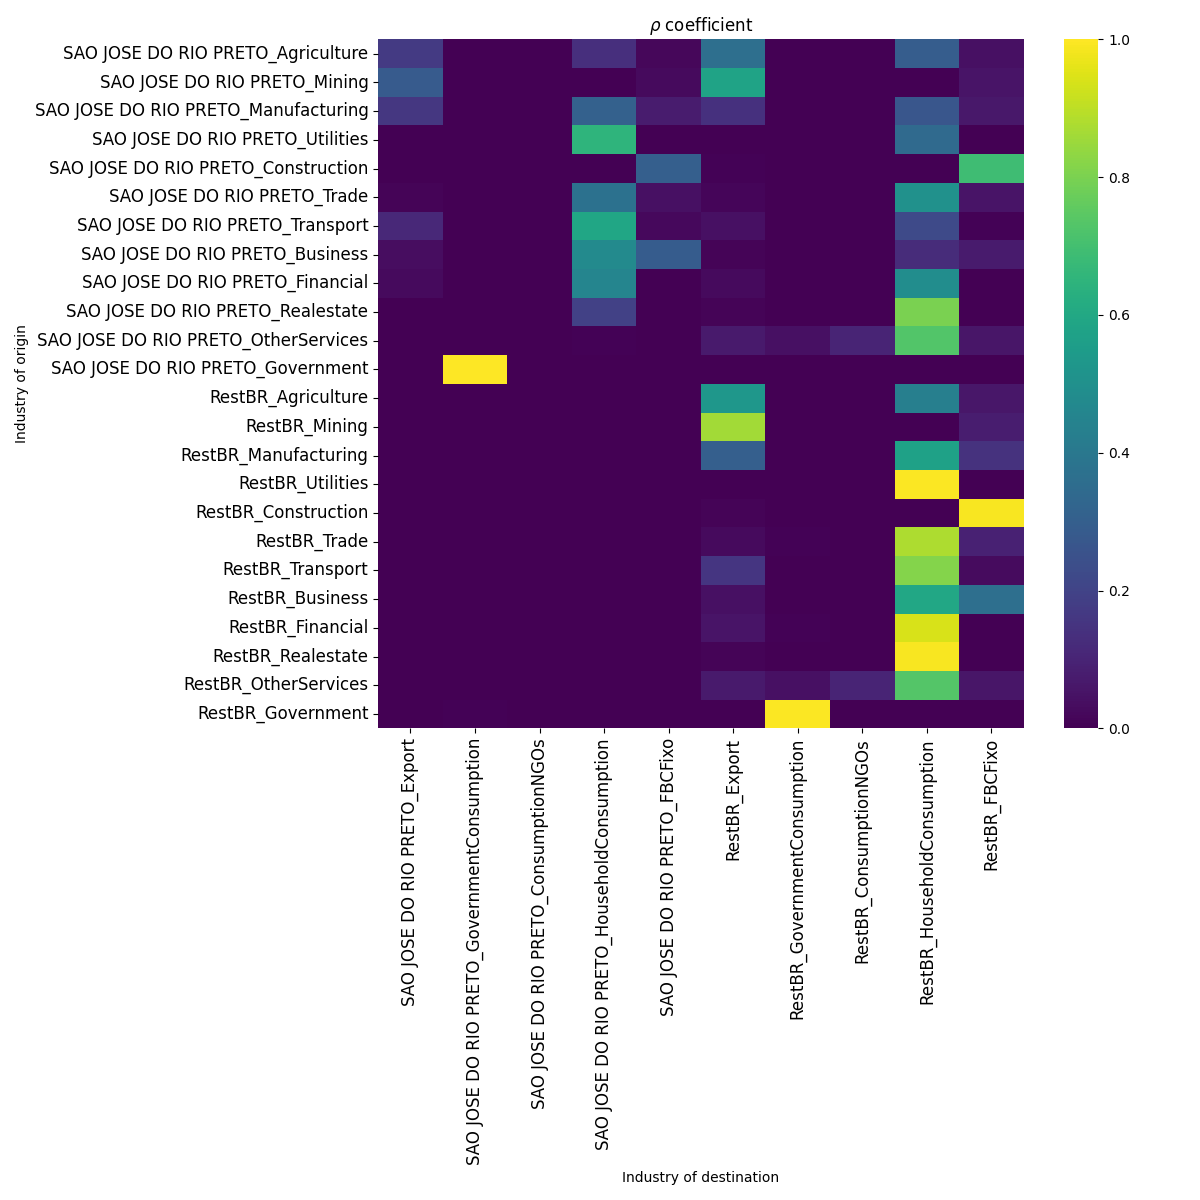 ρ coefficient
SAO JOSE DO RIO PRETO_Agriculture
SAO JOSE DO RIO PRETO_Mining
SAO JOSE DO RIO PRETO_Manufacturing
SAO JOSE DO RIO PRETO_Utilities
SAO JOSE DO RIO PRETO_Construction
SAO JOSE DO RIO PRETO_Trade
SAO JOSE DO RIO PRETO_Transport
SAO JOSE DO RIO PRETO_Business
SAO JOSE DO RIO PRETO_Financial
SAO JOSE DO RIO PRETO_Realestate
SAO JOSE DO RIO PRETO_OtherServices
SAO JOSE DO RIO PRETO_Government
RestBR_Agriculture
RestBR_Mining
RestBR_Manufacturing
RestBR_Utilities
RestBR_Construction
RestBR_Trade
RestBR_Transport
RestBR_Business
RestBR_Financial
RestBR_Realestate
RestBR_OtherServices
RestBR_Government
Industry of origin
SAO JOSE DO RIO PRETO_Export
SAO JOSE DO RIO PRETO_GovernmentConsumption
SAO JOSE DO RIO PRETO_ConsumptionNGOs
SAO JOSE DO RIO PRETO_HouseholdConsumption
SAO JOSE DO RIO PRETO_FBCFixo
RestBR_Export
RestBR_GovernmentConsumption
RestBR_ConsumptionNGOs
RestBR_HouseholdConsumption
RestBR_FBCFixo
Industry of destination
1.0
0.8
0.6
0.4
0.2
0.0